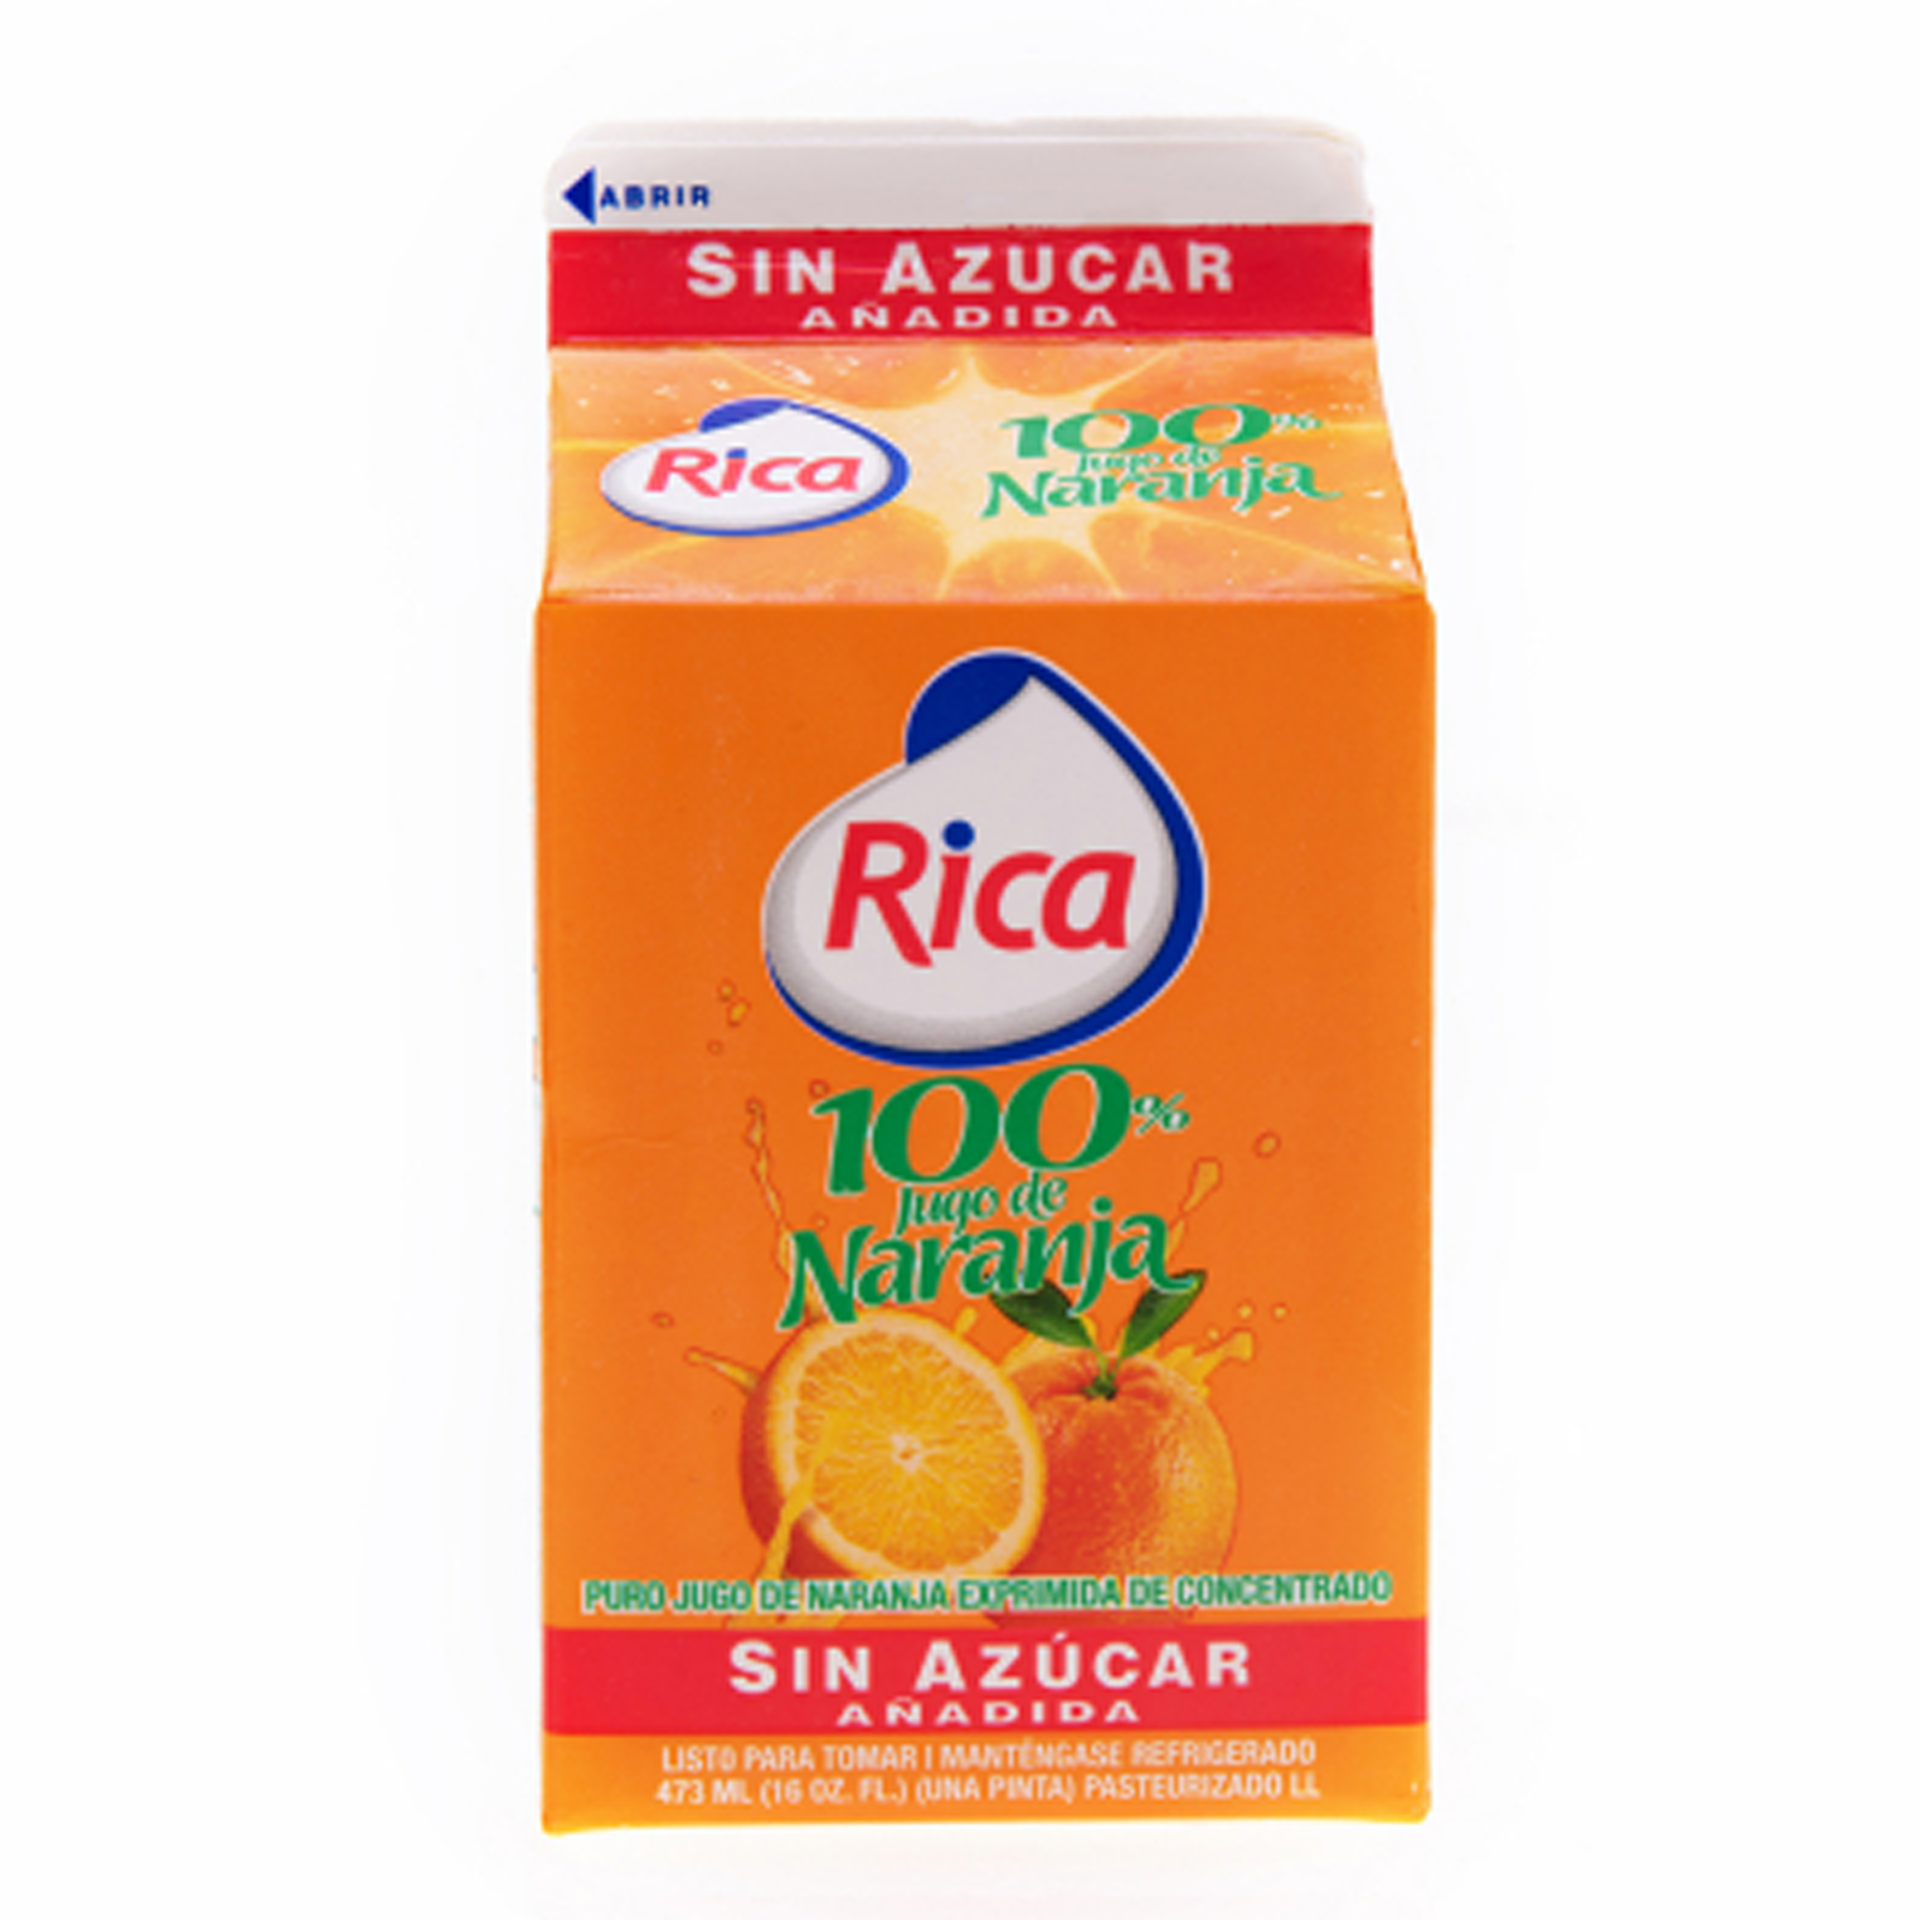 ABRIR
SIN AZUCAR
AÑADIDA
Rica
100%
Jugo de
Naranja
Rica
100%
Jugo de
Naranja
PURO JUGO DE NARANJA EXPRIMIDA DE CONCENTRADO
SIN AZÚCAR
AÑADIDA
LISTO PARA TOMAR | MANTÉNGASE REFRIGERADO
473 ML (16 OZ. FL.) (UNA PINTA) PASTEURIZADO LL